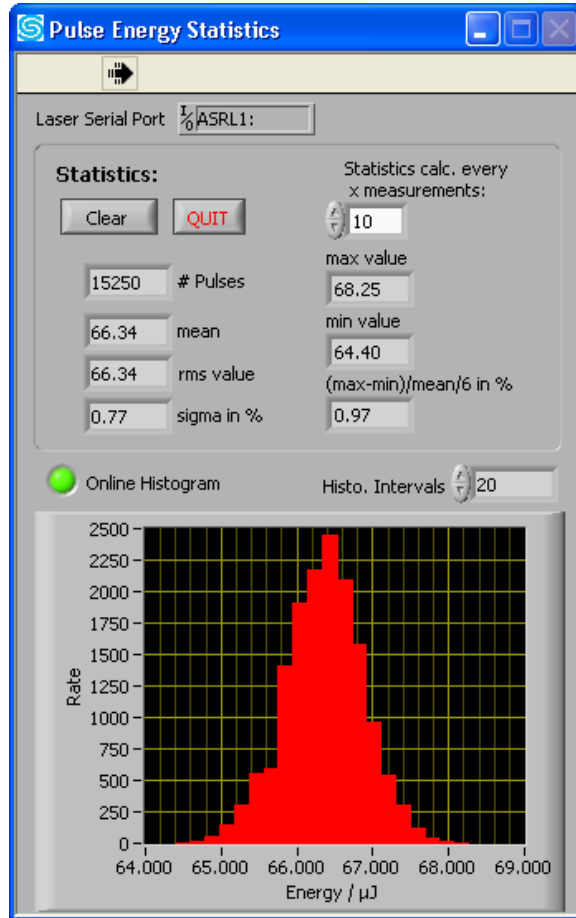 Pulse Energy Statistics
Laser Serial Port I/O ASRL1:
Statistics:
Clear QUIT
Statistics calc. every
x measurements:
10
15250 # Pulses
66.34 mean
66.34 rms value
0.77 sigma in %
max value
68.25
min value
64.40
(max-min)/mean/6 in %
0.97
Online Histogram
Histo. Intervals 20
Rate
2500
2250
2000
1750
1500
1250
1000
750
500
250
0
64.000 65.000 66.000 67.000 68.000 69.000
Energy / µJ